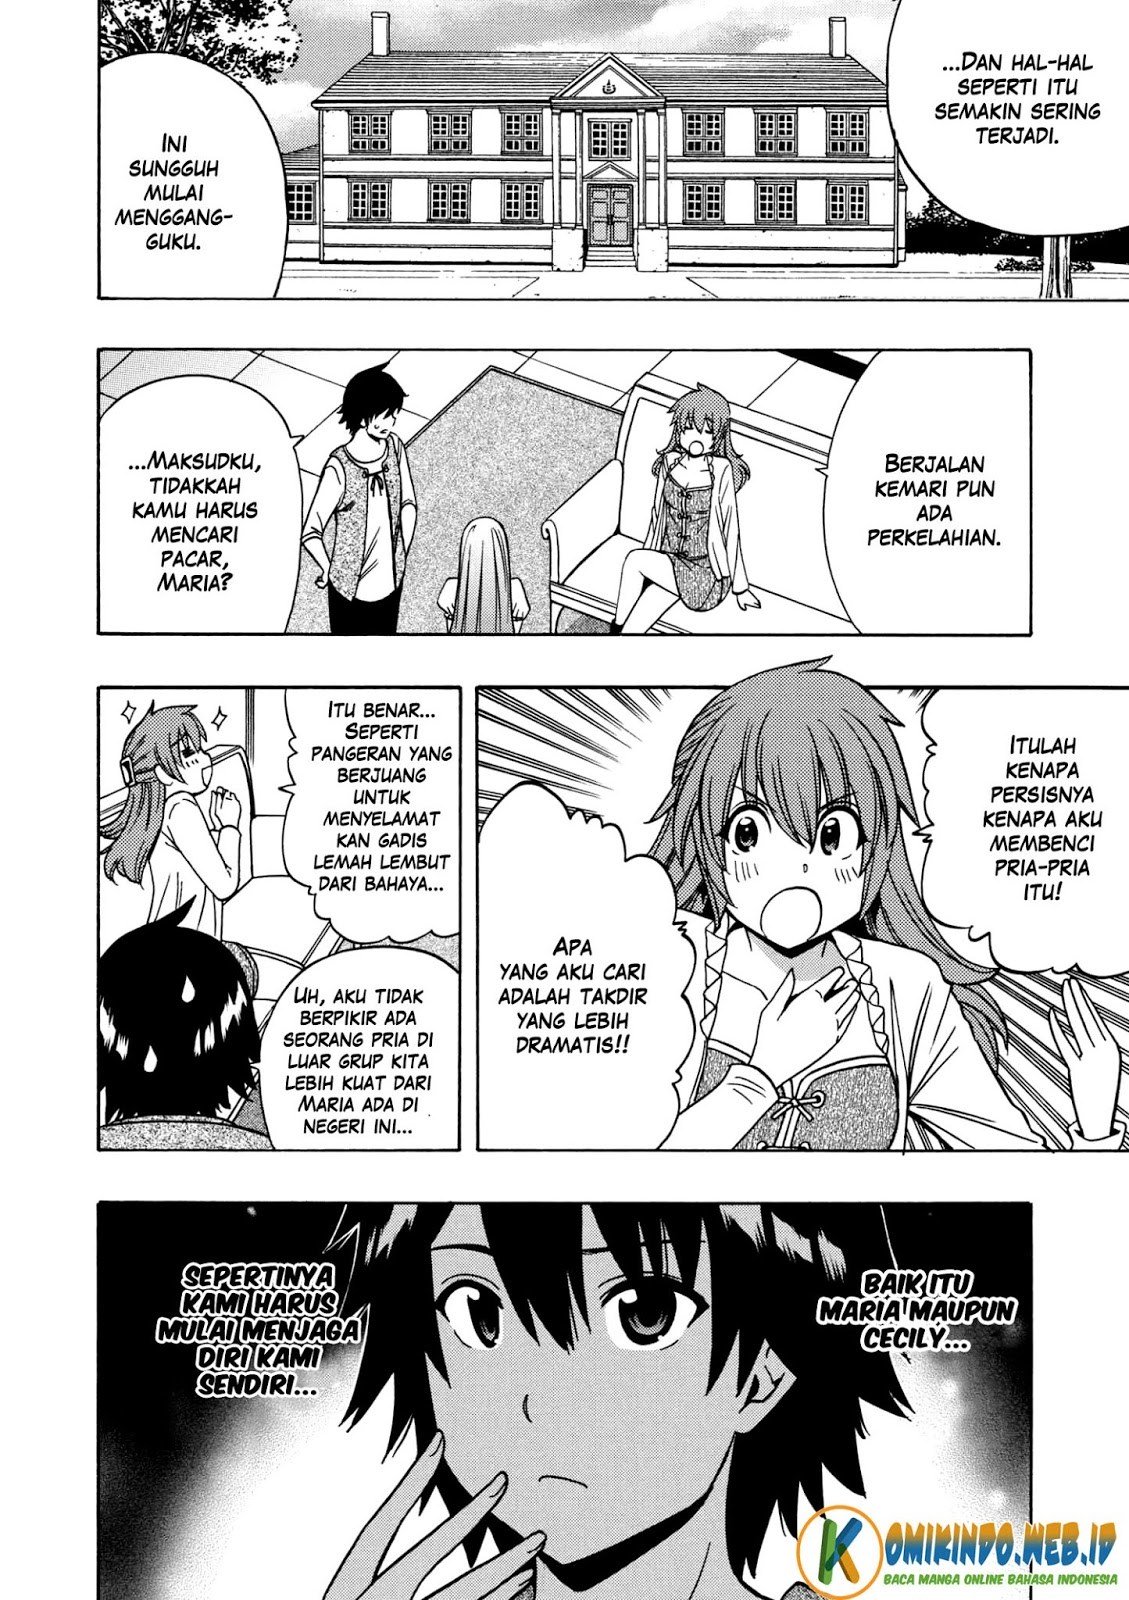 ...Dan hal-hal
seperti itu
semakin sering
terjadi.
Ini
sungguh
mulai
menggang-
guku.
Berjalan
kemari pun
ada
perkelahian.
...Maksudku,
tidakkah
kamu harus
mencari
pacar,
Maria?
Itulah
kenapa
persisnya
kenapa aku
membenci
pria-pria
itu!
Apa
yang aku cari
adalah takdir
yang lebih
dramatis!!
Itu benar...
Seperti
pangeran yang
berjuang
untuk
menyelamat
kan gadis
lemah lembut
dari bahaya...
Uh, aku tidak
berpikir ada
seorang pria di
luar grup kita
lebih kuat dari
Maria ada di
negeri ini...
BAIK ITU
MARIA MAUPUN
CECILY...
SEPERTINYA
KAMI HARUS
MULAI MENJAGA
DIRI KAMI
SENDIRI...
KOMIKINDO.WEB.ID
BACA MANGA ONLINE BAHASA INDONESIA